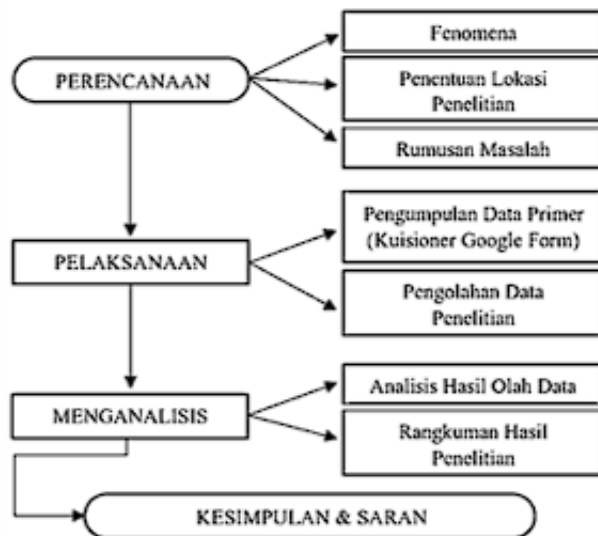 PERENCANAAN
Fenomena
Penentuan Lokasi
Penelitian
Rumusan Masalah
PELAKSANAAN
Pengumpulan Data Primer
(Kuisioner Google Form)
Pengolahan Data
Penelitian
MENGANALISIS
Analisis Hasil Olah Data
Rangkuman Hasil
Penelitian
KESIMPULAN & SARAN